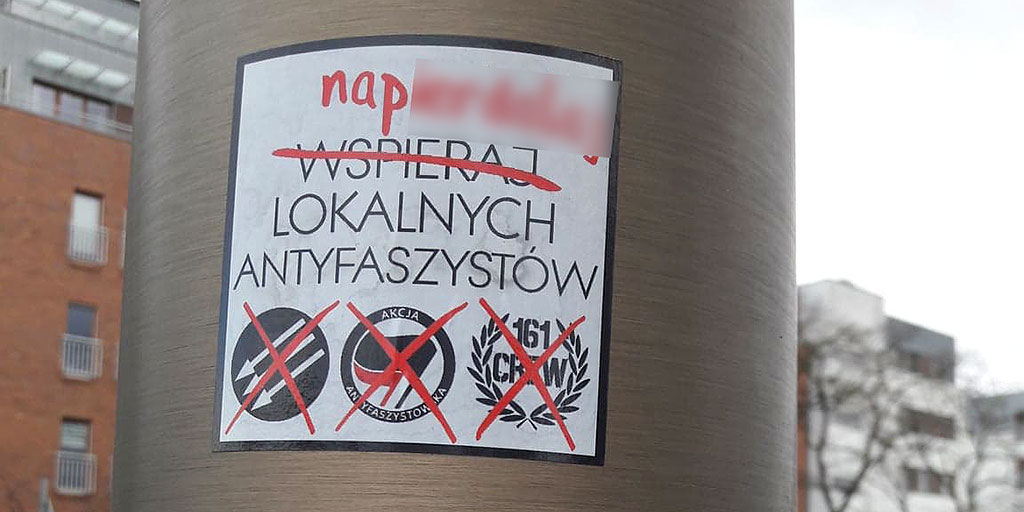 nap
WSPIERAJ
LOKALNYCH
ANTYFASZYSTÓW
AKCJA
ANTYFASZYSTOWSKA
161
CREW